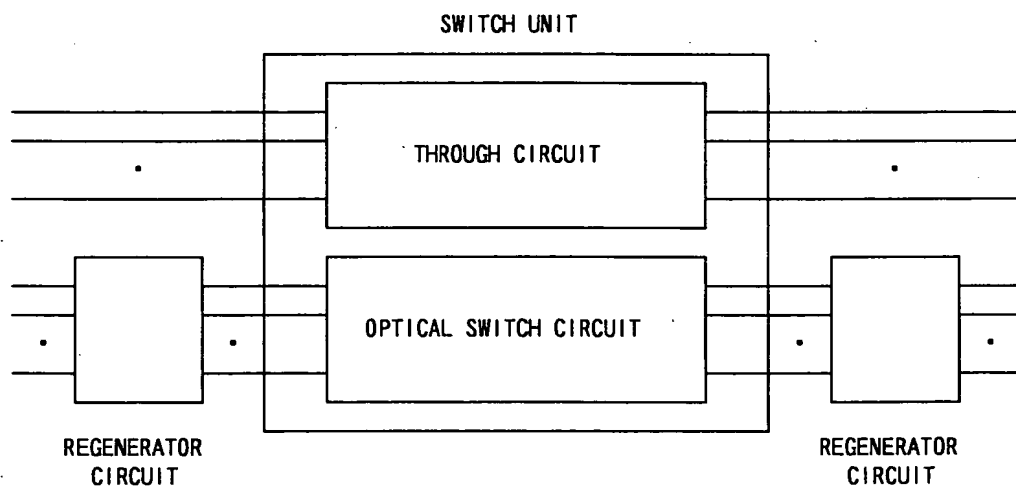 SWITCH UNIT
THROUGH CIRCUIT
OPTICAL SWITCH CIRCUIT
REGENERATOR
CIRCUIT
REGENERATOR
CIRCUIT